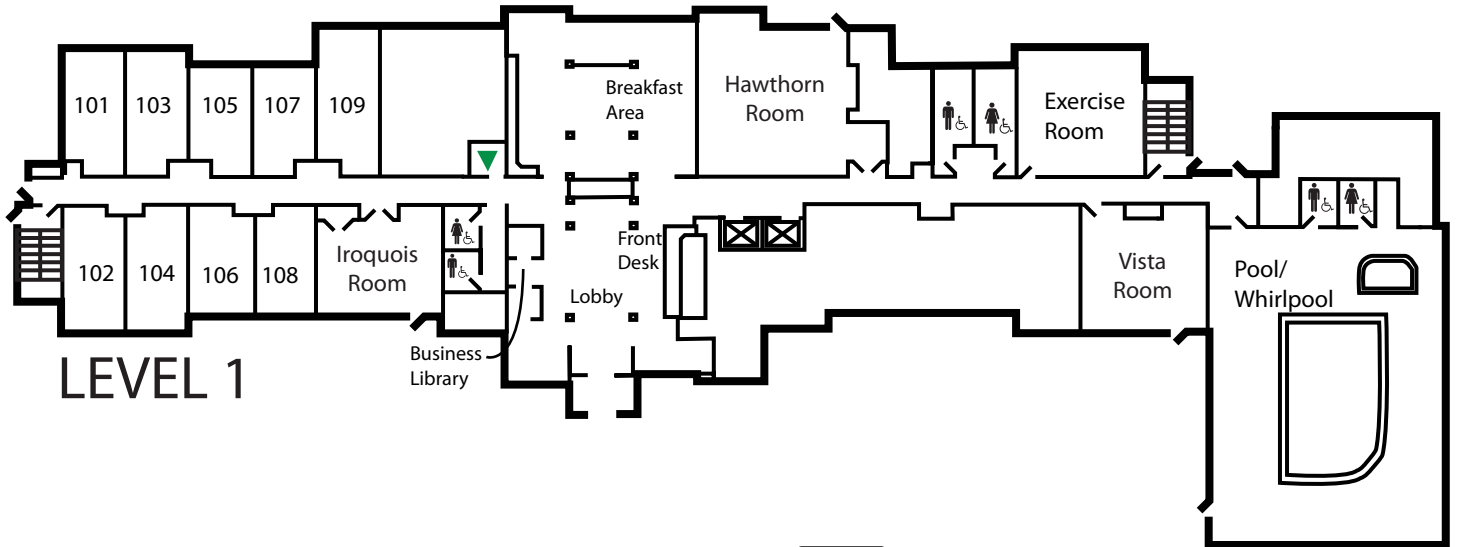 101
103
105
107
109
Breakfast
Area
Hawthorn
Room
Exercise
Room
102
104
106
108
Iroquois
Room
Front
Desk
Lobby
Vista
Room
Pool/
Whirlpool
Business
Library
LEVEL 1